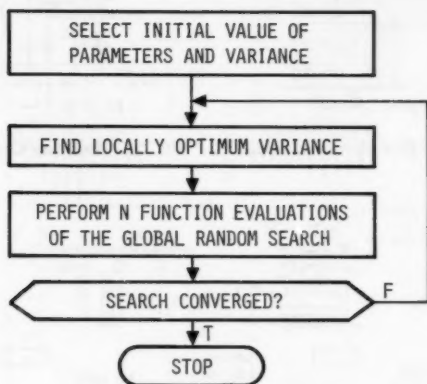 SELECT INITIAL VALUE OF
PARAMETERS AND VARIANCE
FIND LOCALLY OPTIMUM VARIANCE
PERFORM N FUNCTION EVALUATIONS
OF THE GLOBAL RANDOM SEARCH
SEARCH CONVERGED?
F
T
STOP